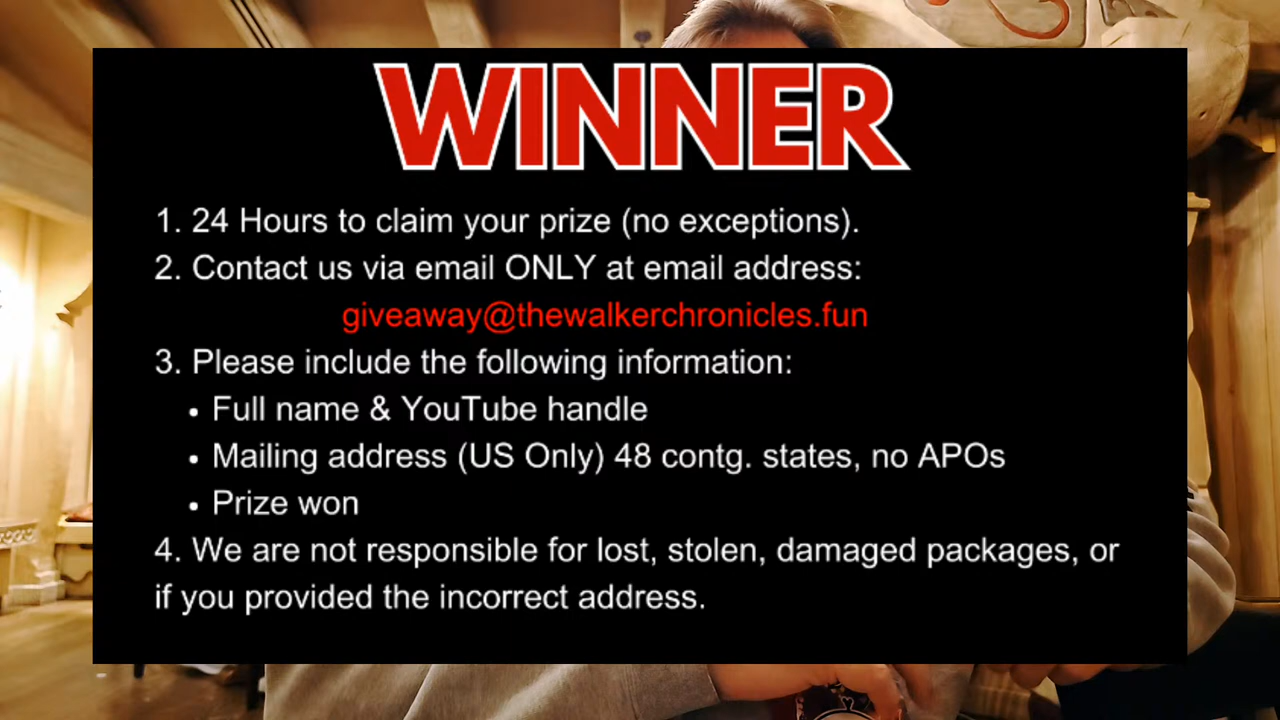 WINNER
1. 24 Hours to claim your prize (no exceptions).
2. Contact us via email ONLY at email address:
giveaway@thewalkerchronicles.fun
3. Please include the following information:
• Full name & YouTube handle
• Mailing address (US Only) 48 contg. states, no APOs
• Prize won
4. We are not responsible for lost, stolen, damaged packages, or
if you provided the incorrect address.